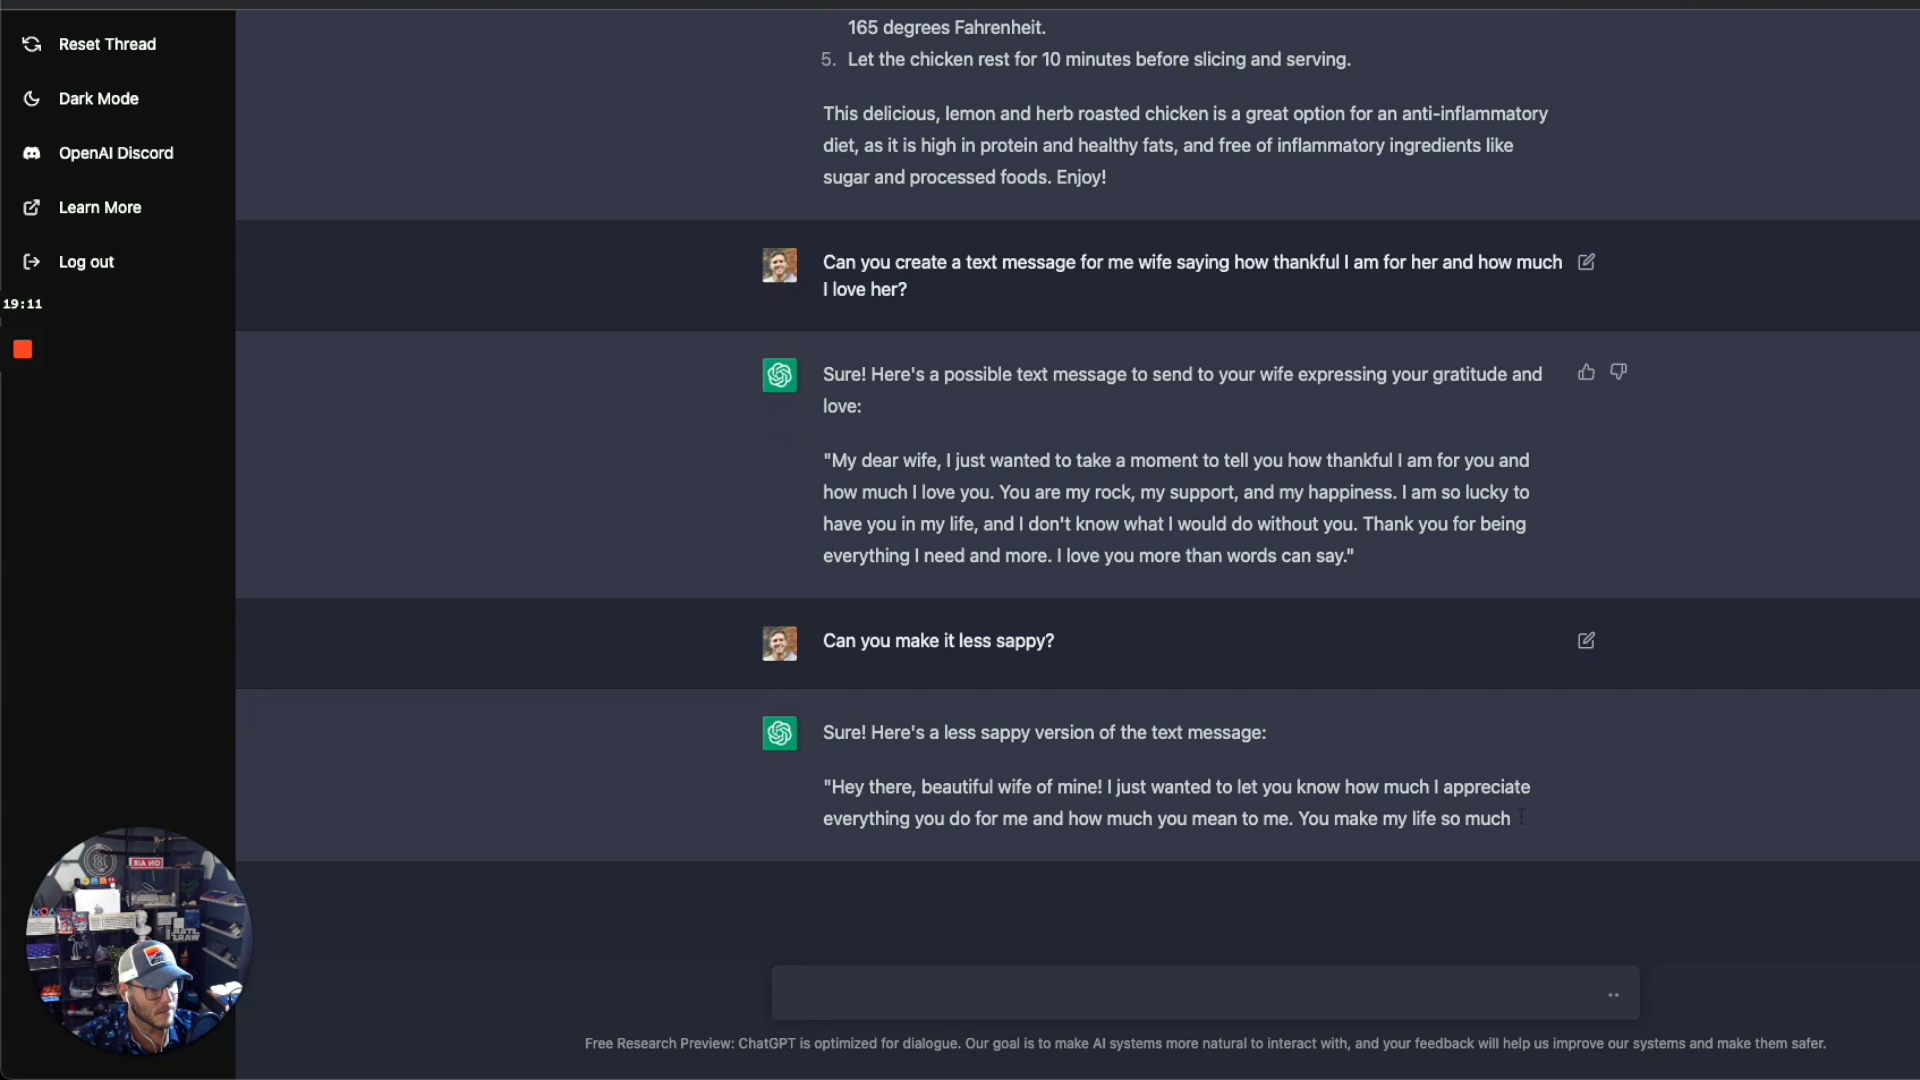 Reset Thread
Dark Mode
OpenAI Discord
Learn More
Log out
19:11
165 degrees Fahrenheit.
5. Let the chicken rest for 10 minutes before slicing and serving.
This delicious, lemon and herb roasted chicken is a great option for an anti-inflammatory
diet, as it is high in protein and healthy fats, and free of inflammatory ingredients like
sugar and processed foods. Enjoy!
Can you create a text message for me wife saying how thankful I am for her and how much
I love her?
Sure! Here's a possible text message to send to your wife expressing your gratitude and
love:
"My dear wife, I just wanted to take a moment to tell you how thankful I am for you and
how much I love you. You are my rock, my support, and my happiness. I am so lucky to
have you in my life, and I don't know what I would do without you. Thank you for being
everything I need and more. I love you more than words can say."
Can you make it less sappy?
Sure! Here's a less sappy version of the text message:
"Hey there, beautiful wife of mine! I just wanted to let you know how much I appreciate
everything you do for me and how much you mean to me. You make my life so much
Free Research Preview: ChatGPT is optimized for dialogue. Our goal is to make AI systems more natural to interact with, and your feedback will help us improve our systems and make them safer.